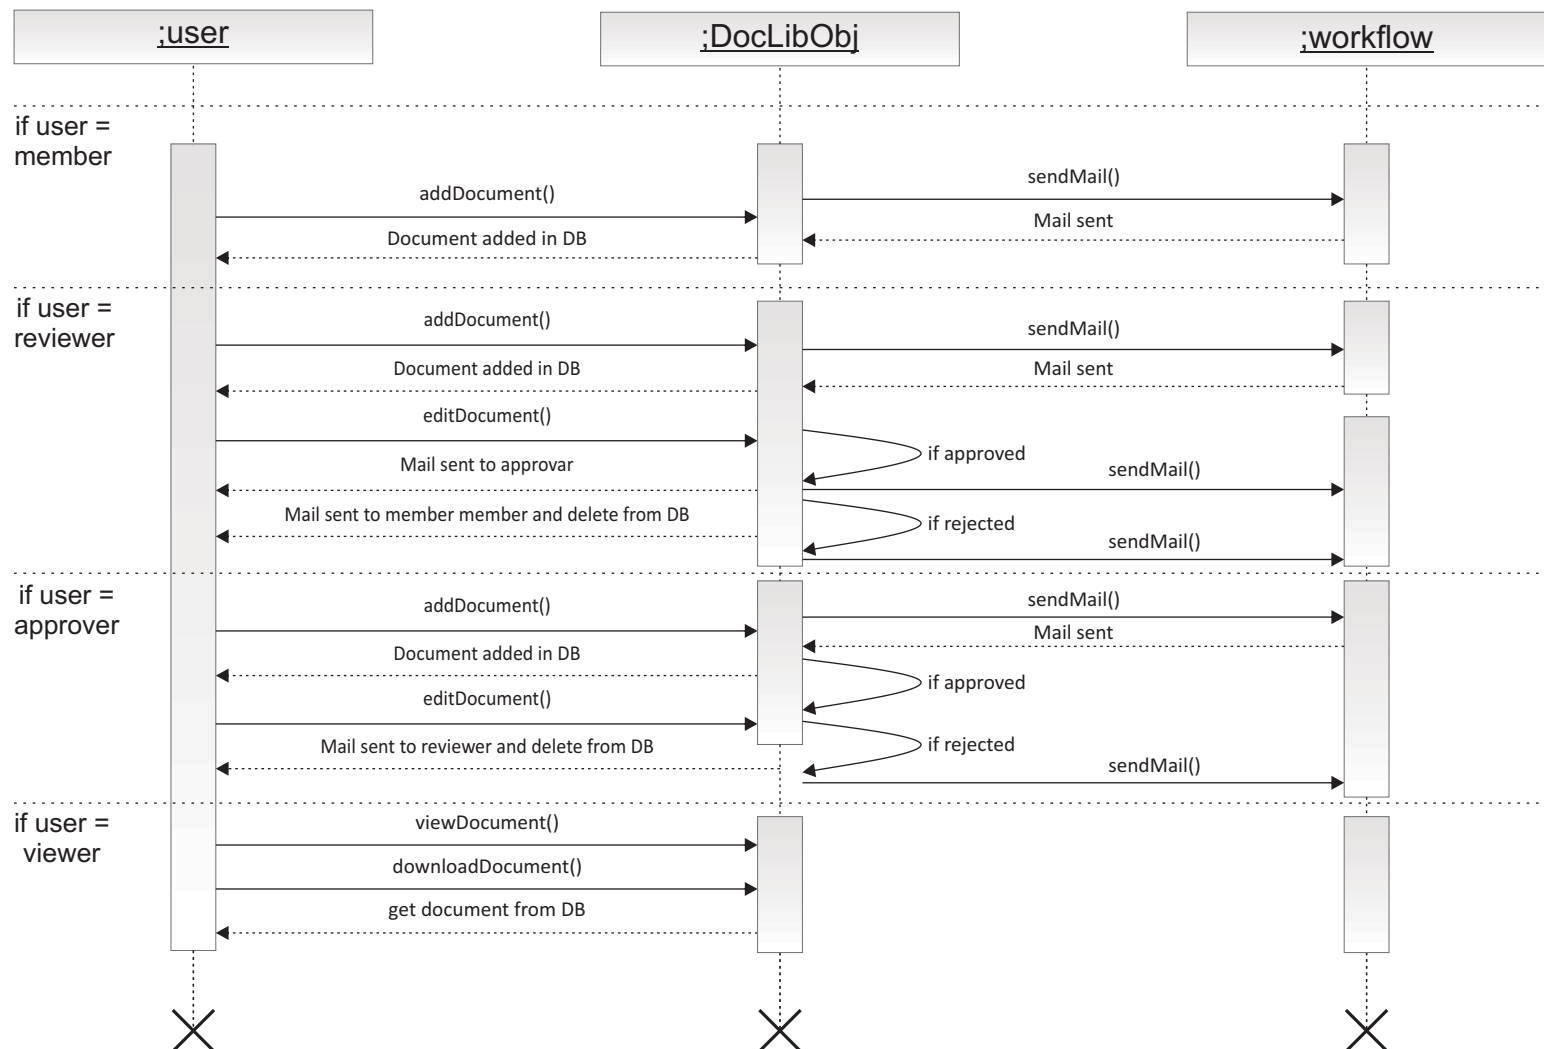 ;user
;DocLibObj
;workflow
if user =
member
addDocument()
sendMail()
Document added in DB
Mail sent
if user =
reviewer
addDocument()
sendMail()
Document added in DB
Mail sent
editDocument()
if approved
Mail sent to approvar
sendMail()
Mail sent to member member and delete from DB
if rejected
sendMail()
if user =
approver
addDocument()
sendMail()
Document added in DB
Mail sent
editDocument()
if approved
Mail sent to reviewer and delete from DB
if rejected
sendMail()
if user =
viewer
viewDocument()
downloadDocument()
get document from DB